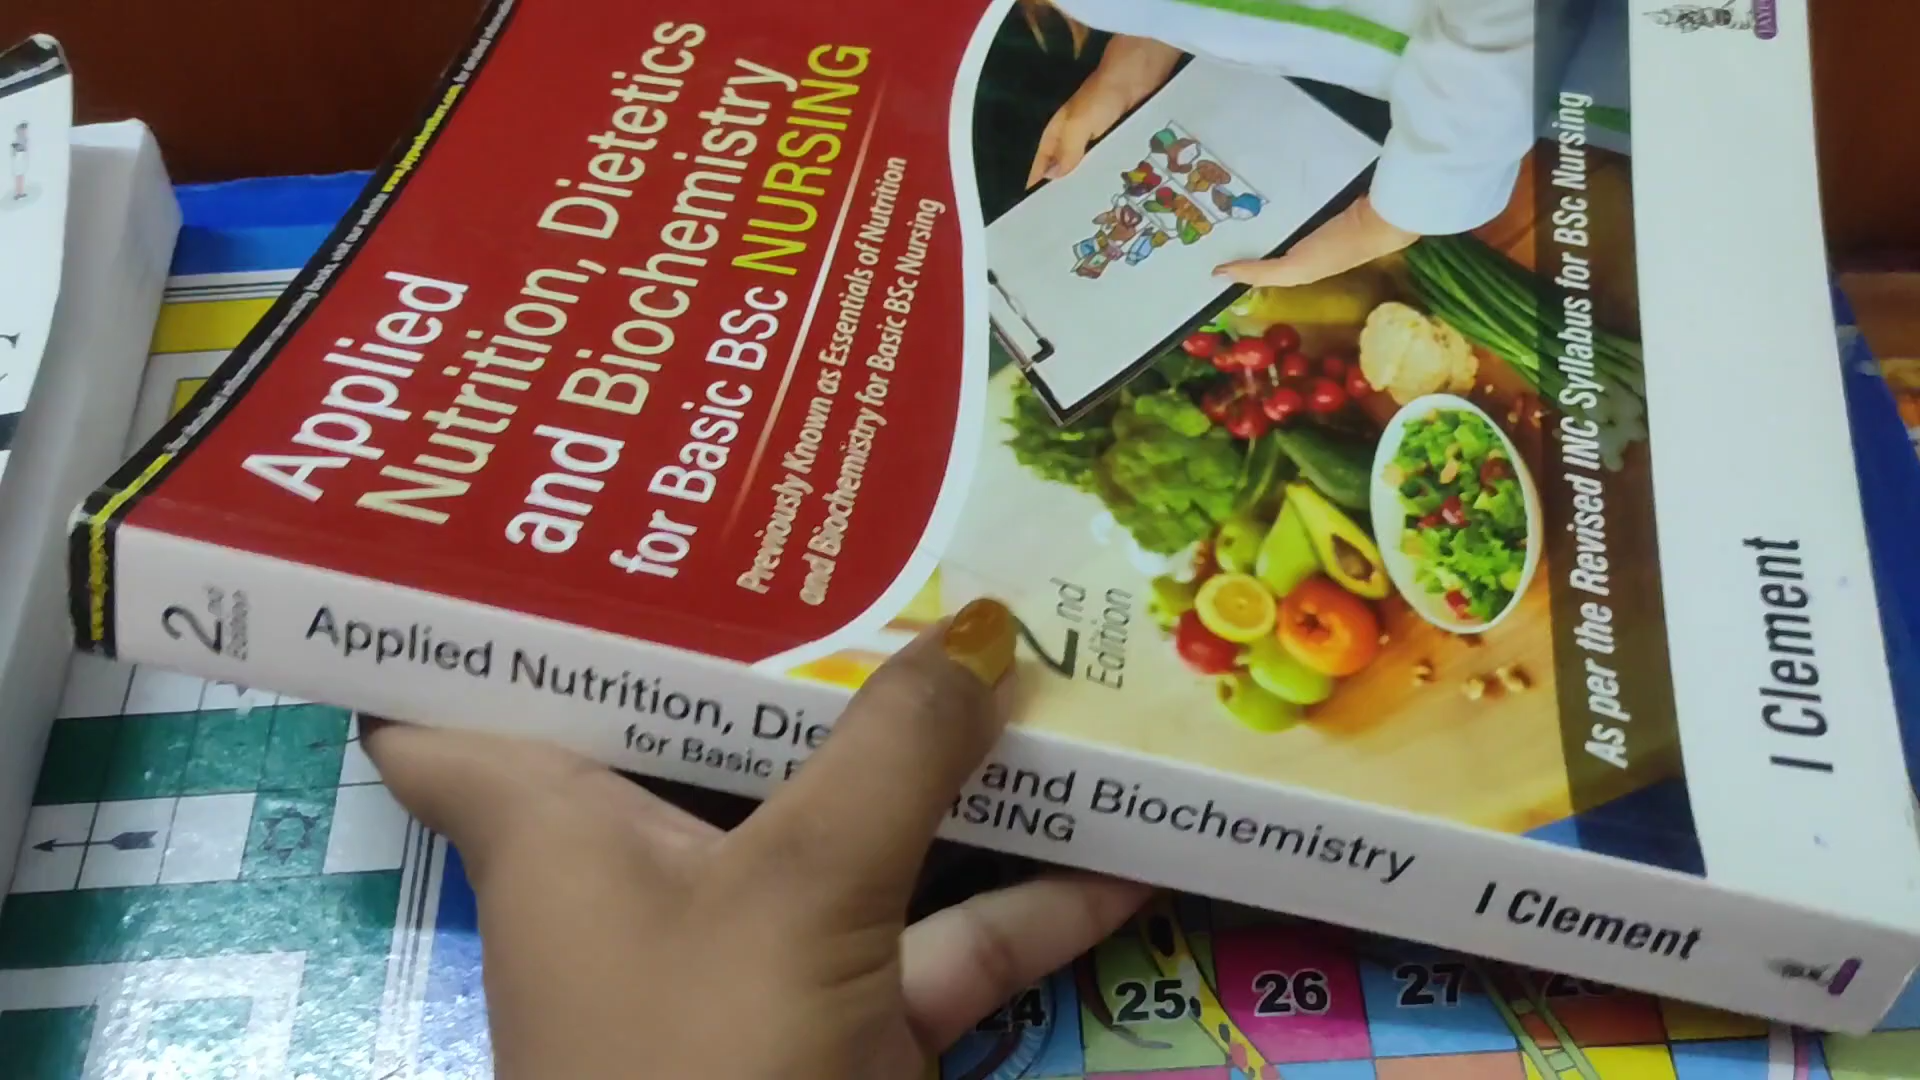 Applied
Nutrition, Dietetics
and Biochemistry
for Basic BSc NURSING
Previously Known as Essentials of Nutrition
and Biochemistry for Basic BSc Nursing
2nd
Edition
As per the Revised INC Syllabus for BSc Nursing
I Clement
2nd
Edition
Applied Nutrition, Die and Biochemistry
for Basic
SING
I Clement
24 25 26 27